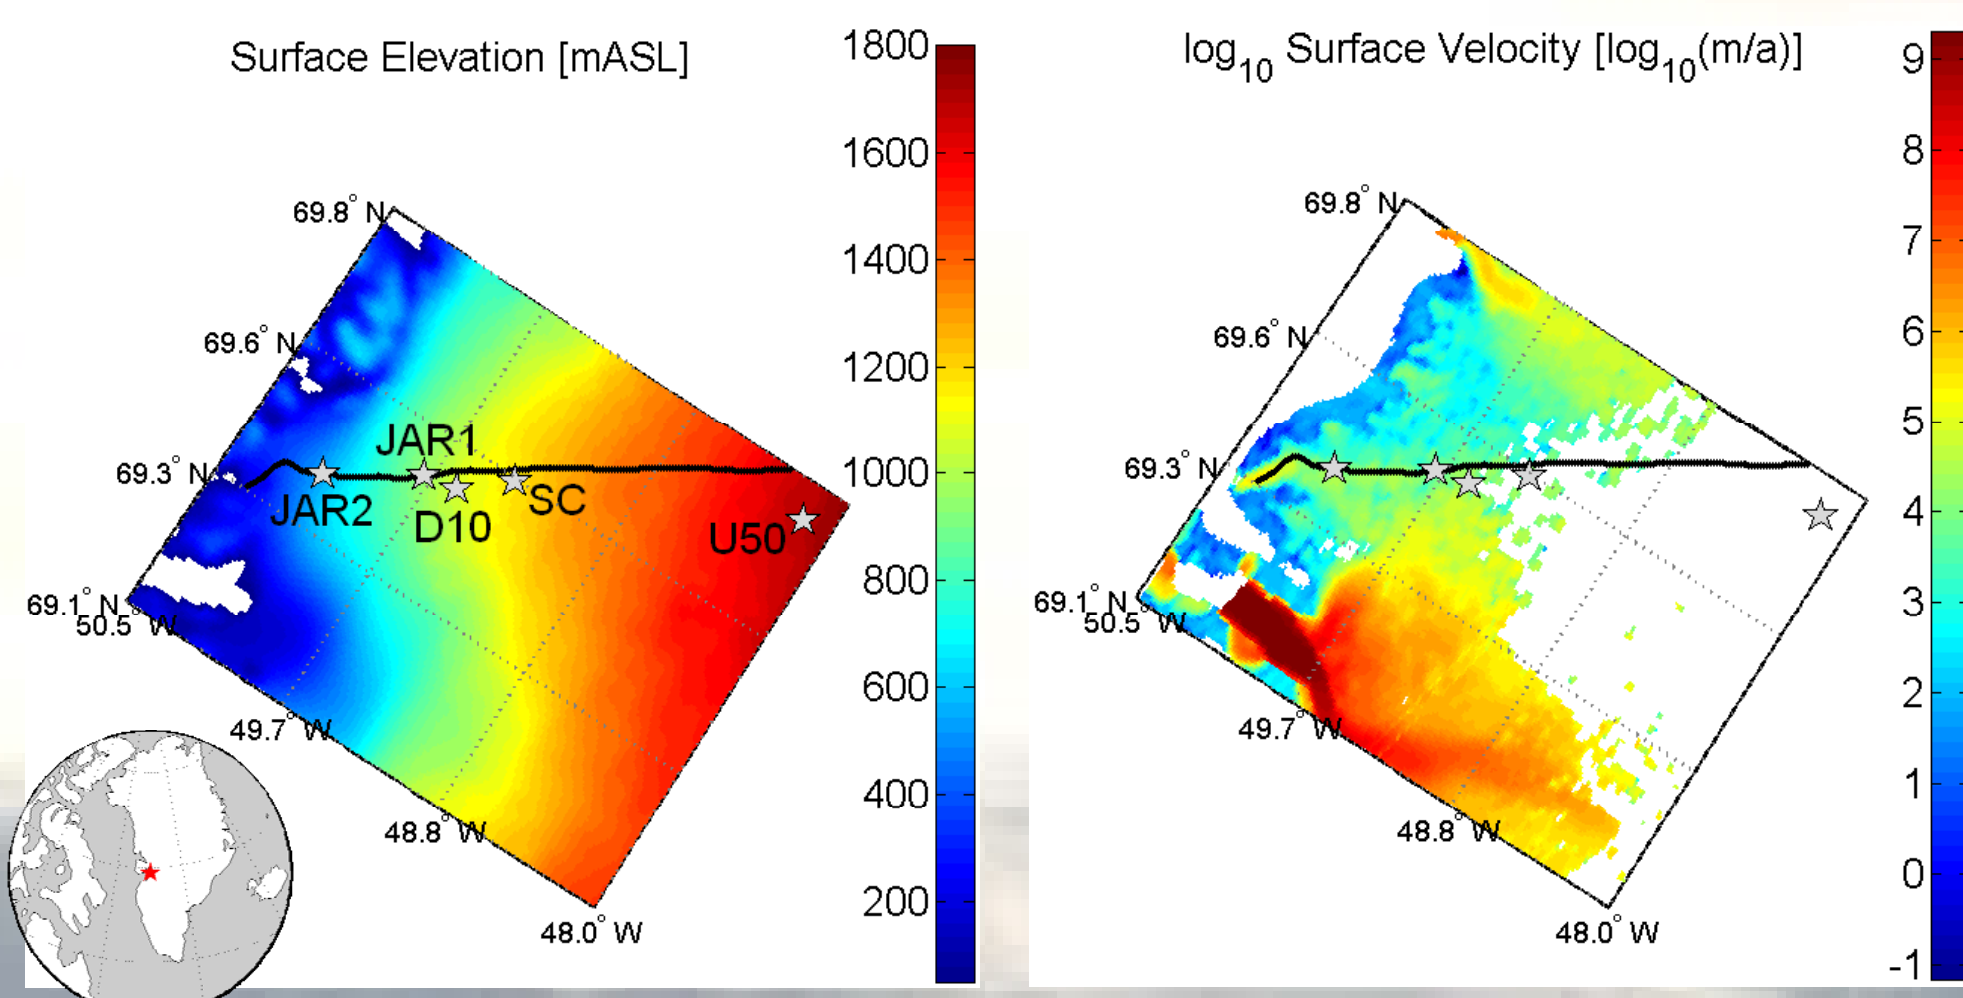 Surface Elevation [mASL]
1800
1600
1400
1200
1000
800
600
400
200
69.8° N
69.6° N
69.3° N
69.1° N
50.5° W
49.7° W
48.8° W
48.0° W
JAR1
JAR2
D10
SC
U50
log10 Surface Velocity [log10(m/a)]
9
8
7
6
5
4
3
2
1
0
-1
69.8° N
69.6° N
69.3° N
69.1° N
50.5° W
49.7° W
48.8° W
48.0° W